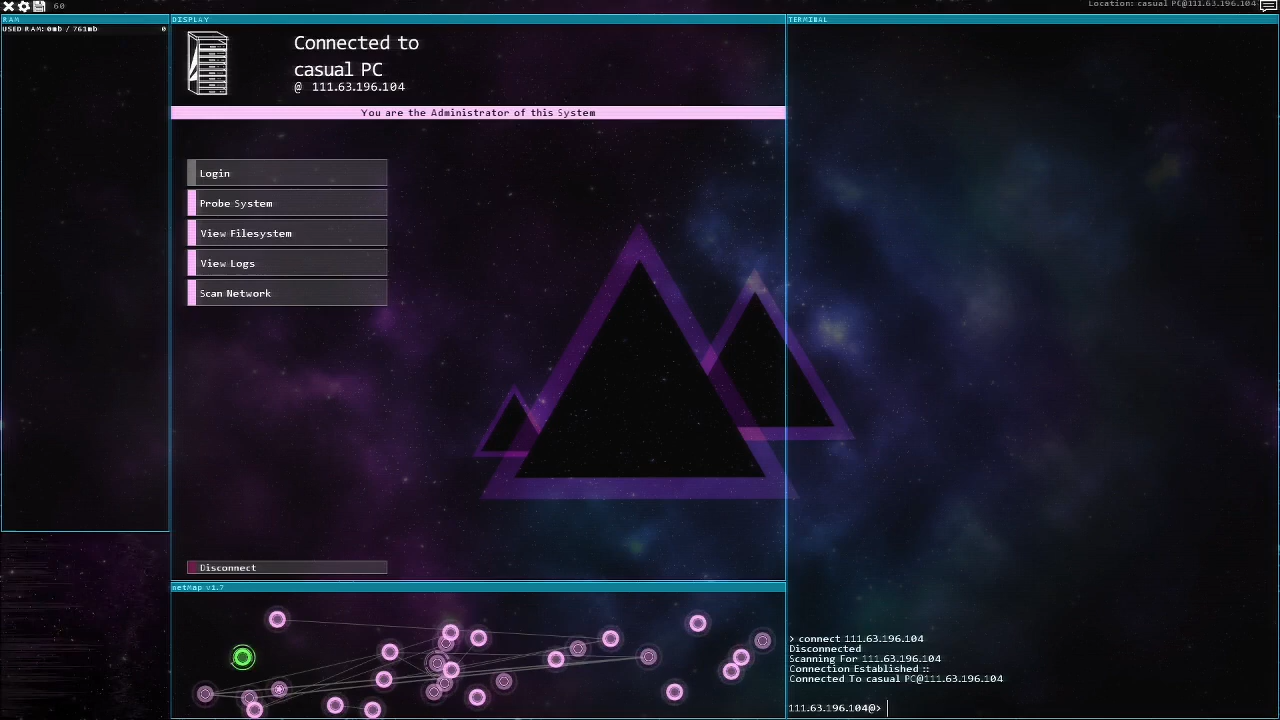 60
Location: casual PC@111.63.196.104
RAM
USED RAM: 0mb / 761mb
0
DISPLAY
Connected to
casual PC
@ 111.63.196.104
You are the Administrator of this System
Login
Probe System
View Filesystem
View Logs
Scan Network
Disconnect
netMap v1.7
TERMINAL
> connect 111.63.196.104
Disconnected
Scanning For 111.63.196.104
Connection Established ::
Connected To casual PC@111.63.196.104
111.63.196.104@>